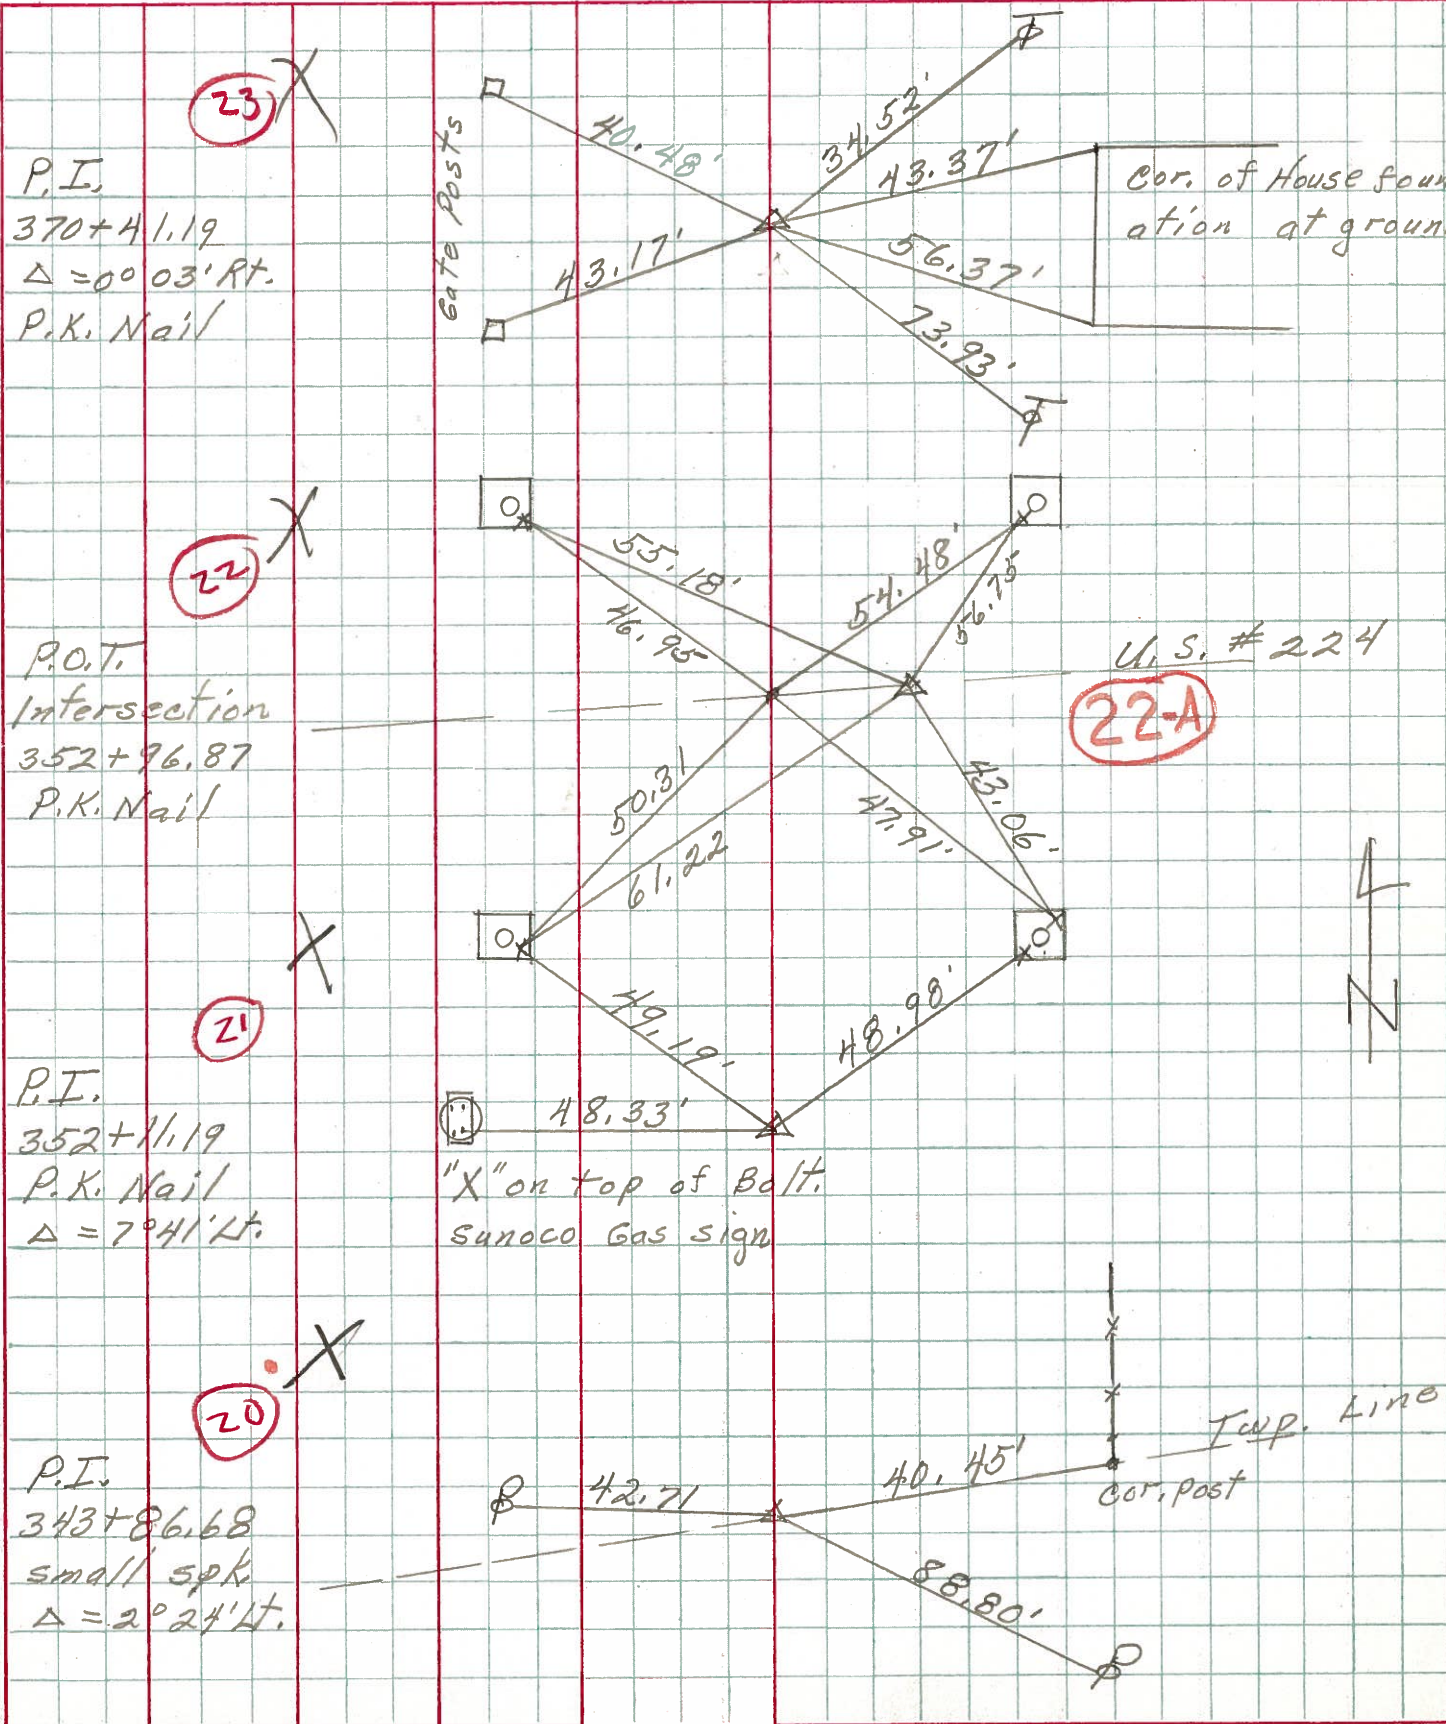 23
P.I.
370+41.19
Δ =0° 03' Rt.
P.K. Nail
Gate Posts
40.48'
43.17'
34.52'
43.37'
56.37'
73.93'
Cor. of House foun
ation at groun
22
P.O.T.
Intersection
352+96.87
P.K. Nail
55.18'
46.95
54.48'
56.75
U.S. # 224
22-A
50.31
61.22
47.91'
43.06'
N
21
P.I.
352+11.19
P.K. Nail
Δ = 7°41' Lt.
49.19'
48.98'
48.33'
"X" on top of Bolt.
Sunoco Gas Sign
20
P.I.
343+86.68
small spk
Δ = 2° 24' Lt.
42.71
40.45'
88.80'
Twp. Line
Cor. post